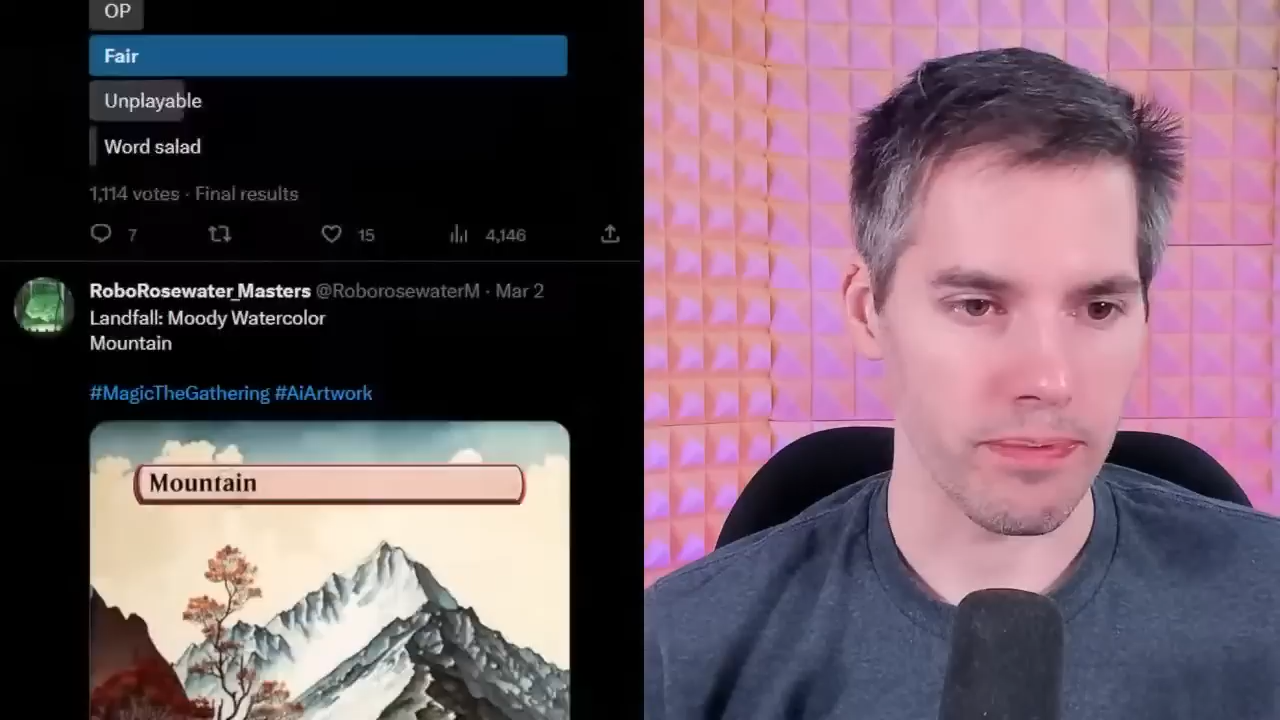 OP
Fair
Unplayable
Word salad
1,114 votes · Final results
7 15 4,146
RoboRosewater_Masters @RoborosewaterM · Mar 2
Landfall: Moody Watercolor
Mountain
#MagicTheGathering #AiArtwork
Mountain